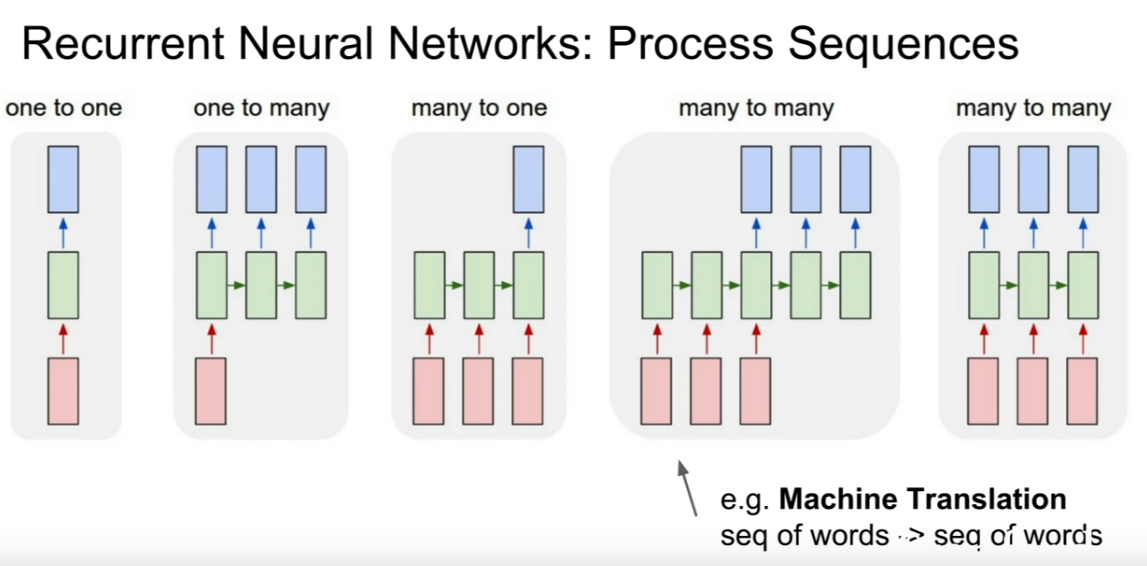 Recurrent Neural Networks: Process Sequences
one to one
one to many
many to one
many to many
many to many
e.g. Machine Translation
seq of words -> seq of words